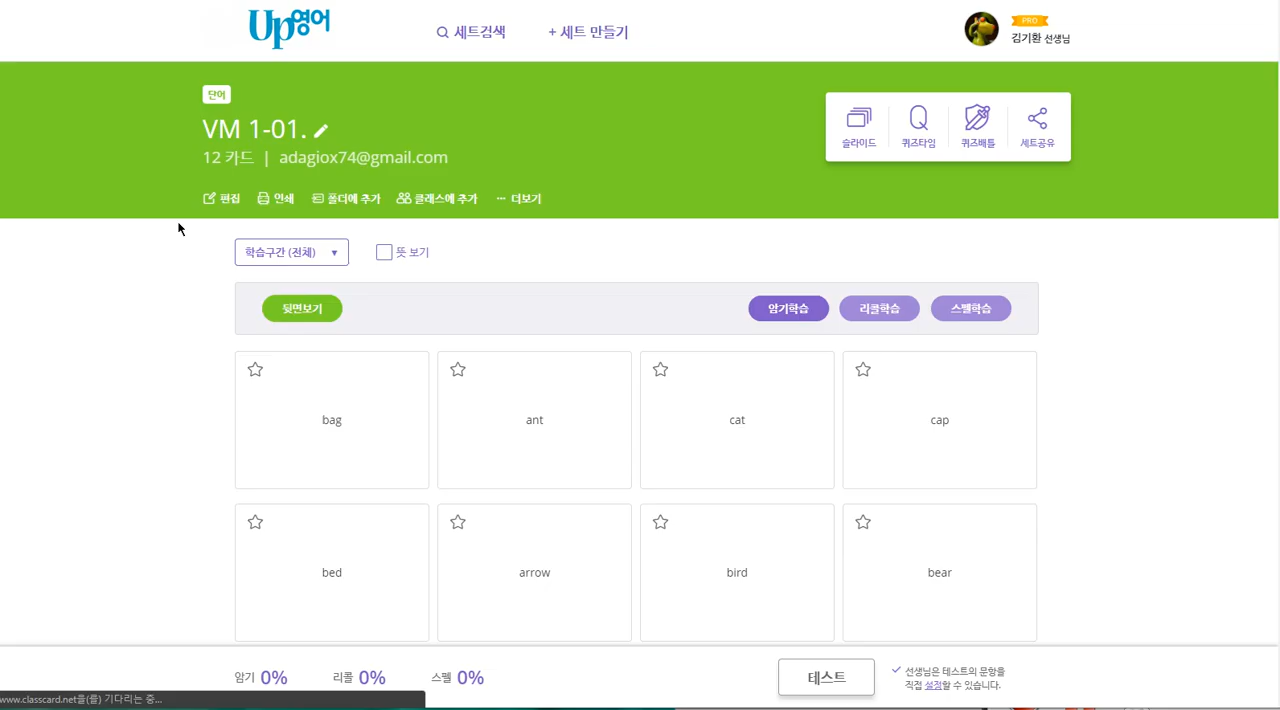 Up영어
세트검색
+ 세트 만들기
PRO
김기환 선생님
단어
VM 1-01.
12 카드 | adagiox74@gmail.com
편집
인쇄
폴더에 추가
클래스에 추가
··· 더보기
슬라이드
퀴즈타임
퀴즈배틀
세트공유
학습구간 (전체) ▼
뜻 보기
뒷면보기
암기학습
리콜학습
스펠학습
bag
ant
cat
cap
bed
arrow
bird
bear
암기 0%
리콜 0%
스펠 0%
테스트
선생님은 테스트의 문항을
직접 설정할 수 있습니다.
www.classcard.net을(를) 기다리는 중...